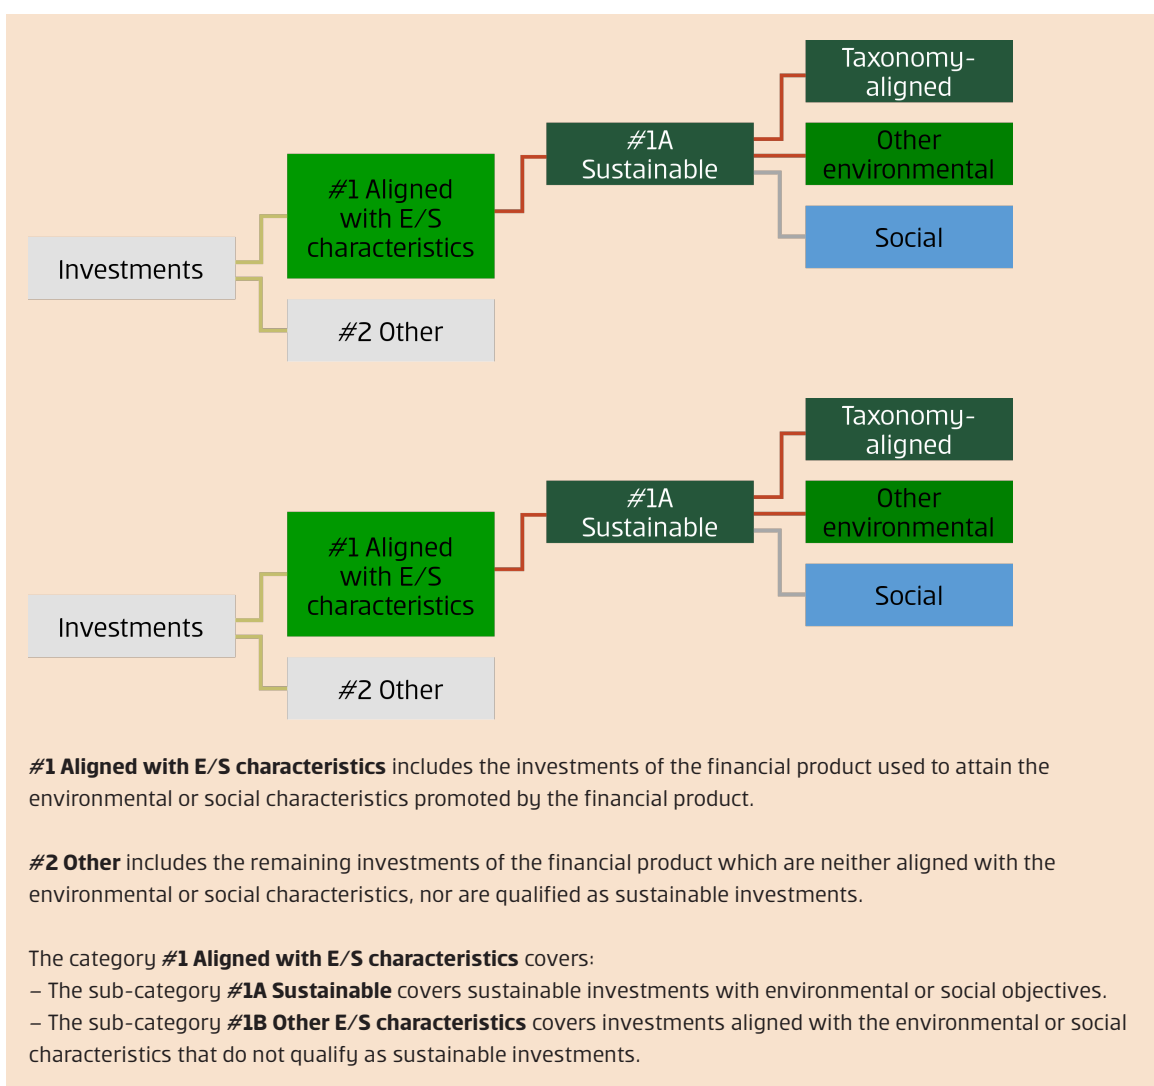 Taxonomy-
aligned
#1A
Sustainable
Other
environmental
#1 Aligned
with E/S
characteristics
Social
Investments
#2 Other
Taxonomy-
aligned
#1A
Sustainable
Other
environmental
#1 Aligned
with E/S
characteristics
Social
Investments
#2 Other
#1 Aligned with E/S characteristics includes the investments of the financial product used to attain the
environmental or social characteristics promoted by the financial product.
#2 Other includes the remaining investments of the financial product which are neither aligned with the
environmental or social characteristics, nor are qualified as sustainable investments.
The category #1 Aligned with E/S characteristics covers:
– The sub-category #1A Sustainable covers sustainable investments with environmental or social objectives.
– The sub-category #1B Other E/S characteristics covers investments aligned with the environmental or social
characteristics that do not qualify as sustainable investments.